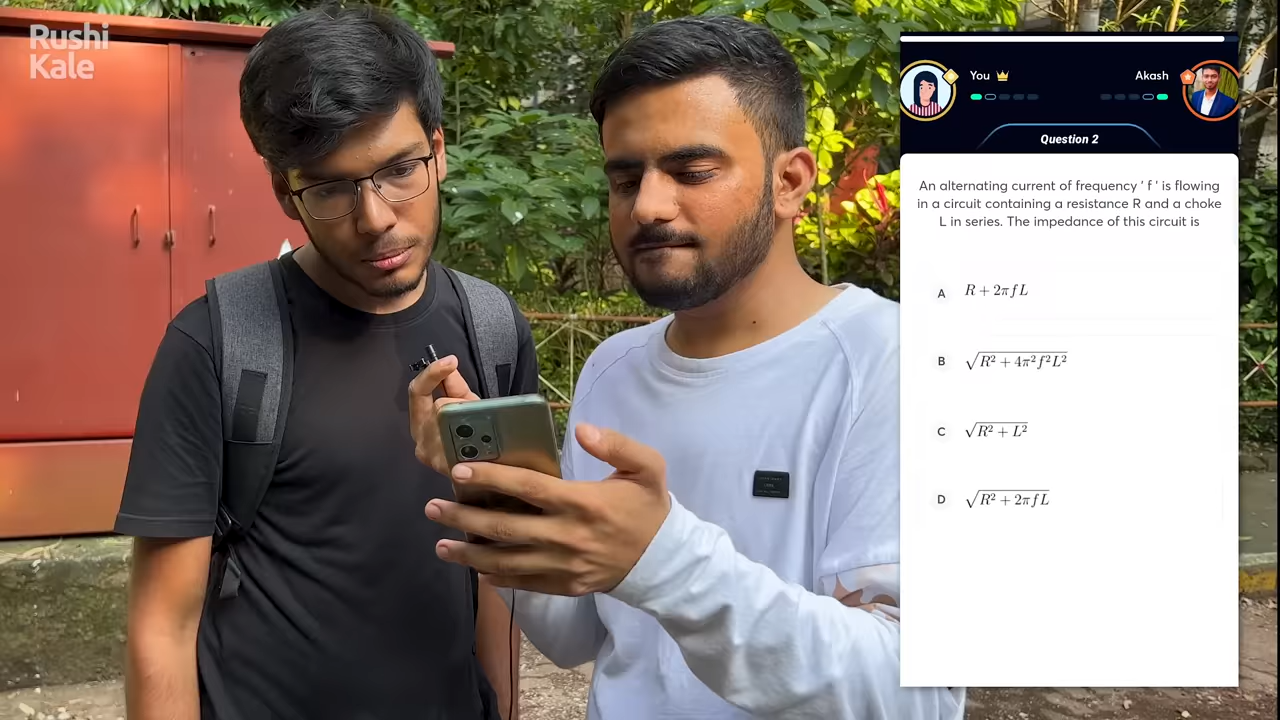 Rushi
Kale
You
Akash
Question 2
An alternating current of frequency ' f ' is flowing
in a circuit containing a resistance R and a choke
L in series. The impedance of this circuit is
A R + 2πfL
B √(R² + 4π²f²L²)
C √(R² + L²)
D √(R² + 2πfL)